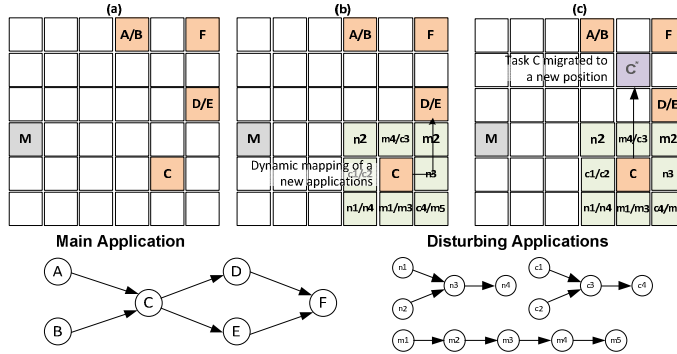 (a)
(b)
(c)
A/B
F
D/E
M
C
A/B
F
D/E
M
n2
m4/c3
m2
Dynamic mapping of a
new applications
c1/c2
C
n3
n1/n4
m1/m3
c4/m5
A/B
F
Task C migrated to
a new position
C*
D/E
M
n2
m4/c3
m2
c1/c2
C
n3
n1/n4
m1/m3
c4/m
Main Application
Disturbing Applications
A
B
C
D
E
F
n1
n2
n3
n4
c1
c2
c3
c4
m1
m2
m3
m4
m5